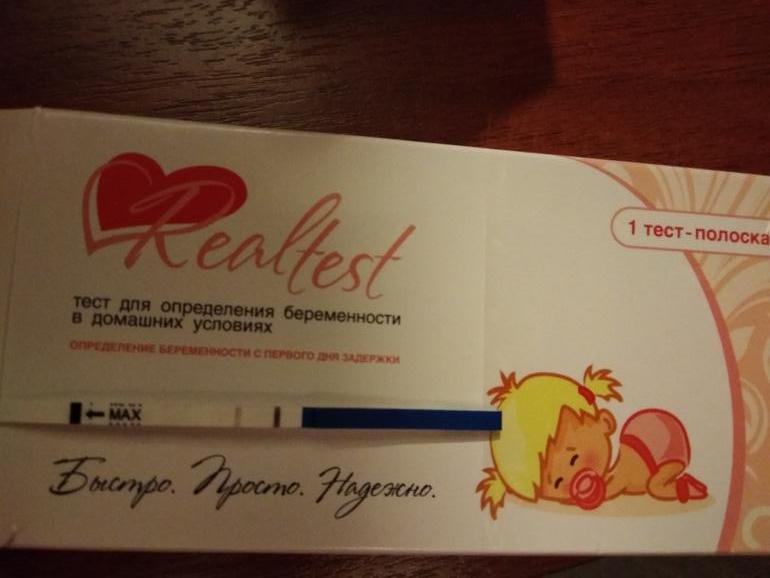 Realtest
тест для определения беременности
в домашних условиях
ОПРЕДЕЛЕНИЕ БЕРЕМЕННОСТИ С ПЕРВОГО ДНЯ ЗАДЕРЖКИ
1 тест-полоска
MAX
Быстро. Просто. Надежно.